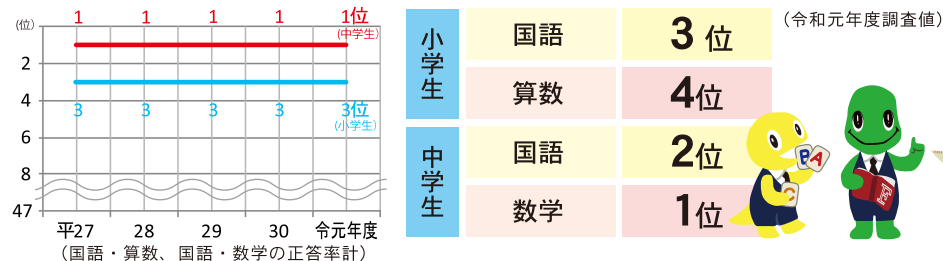 (位)
1 1 1 1 1位
(中学生)
2
3 3 3 3 3位
(小学生)
4
6
8
47
平27 28 29 30 令元年度
（国語・算数、国語・数学の正答率計）
小学生
国語 3位
算数 4位
中学生
国語 2位
数学 1位
（令和元年度調査値）
B A
C